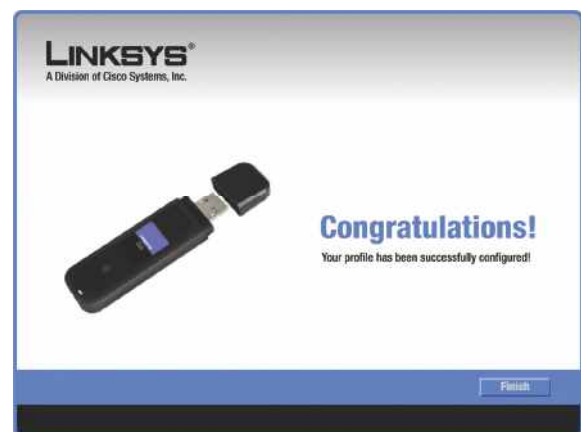 LINKSYS®
A Division of Cisco Systems, Inc.
Congratulations!
Your profile has been successfully configured!
Finish